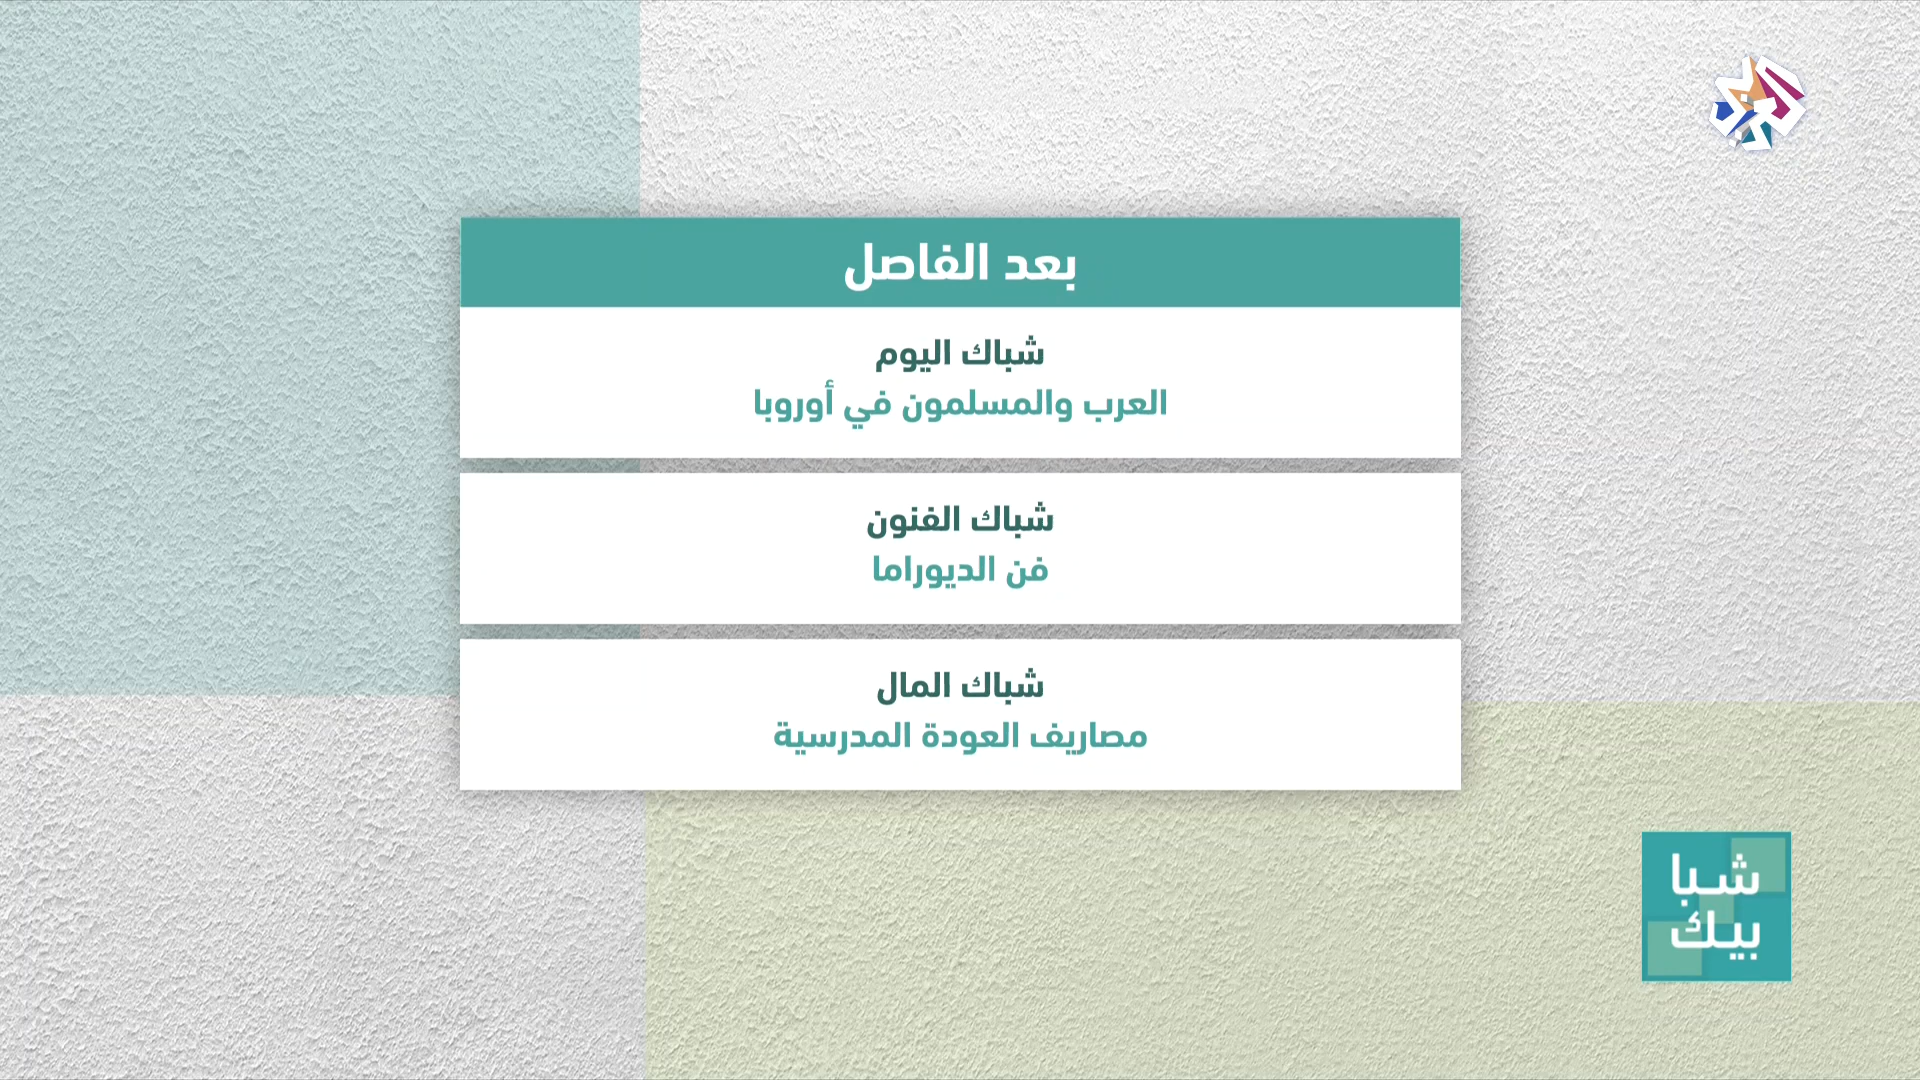 بعد الفاصل
شباك اليوم
العرب والمسلمون في أوروبا
شباك الفنون
فن الديوراما
شباك المال
مصاريف العودة المدرسية
شبا
بيك